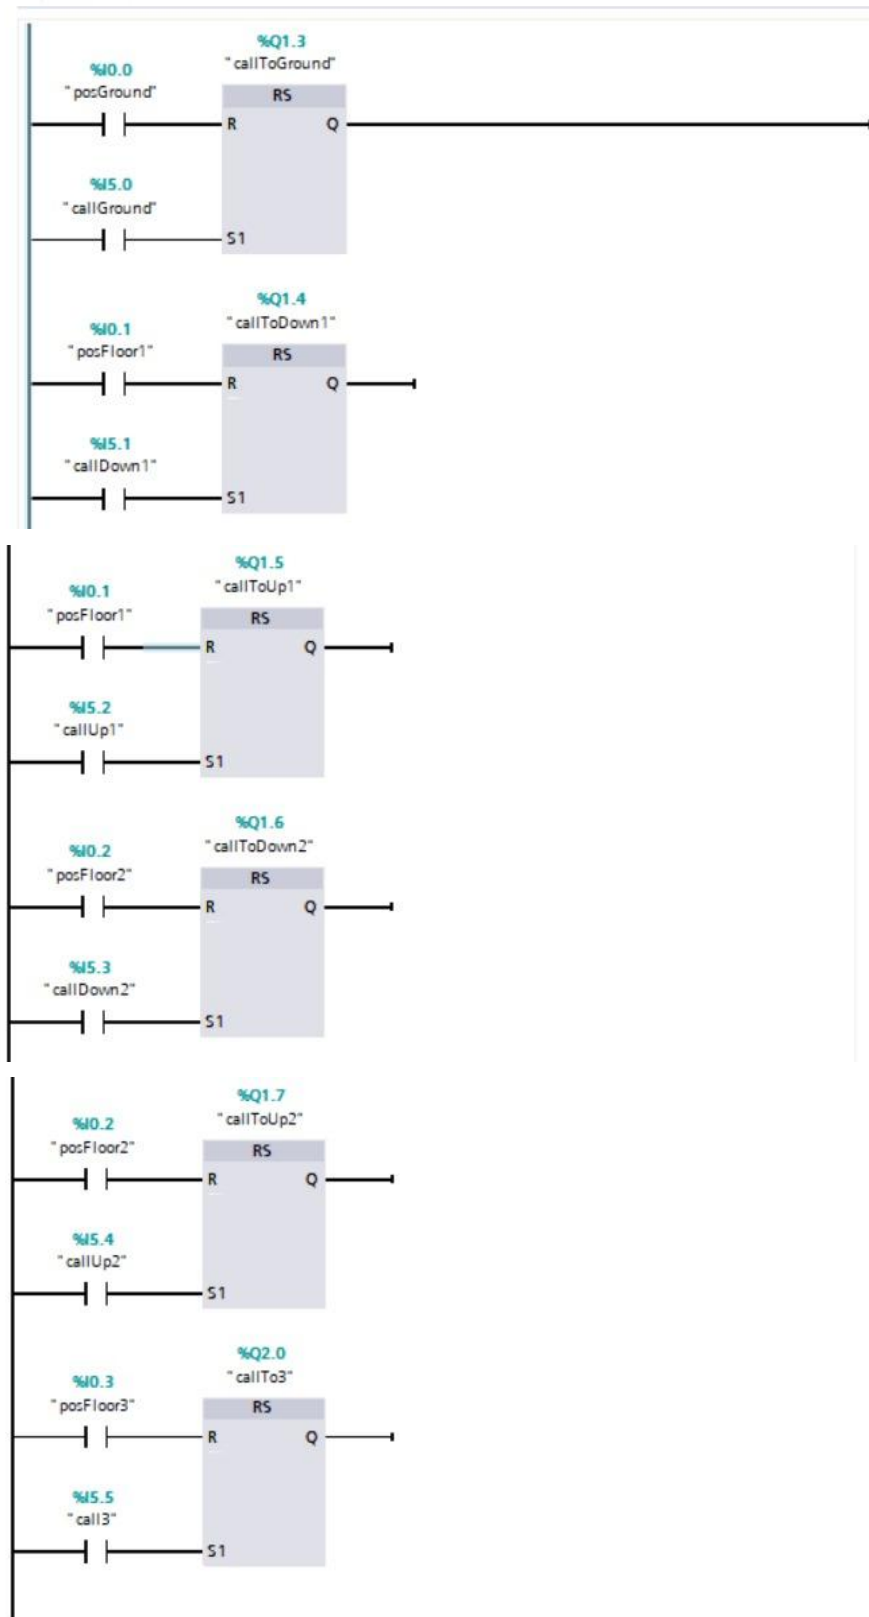 %Q1.3
"callToGround"
%I0.0
"posGround"
RS
R Q
%I5.0
"callGround"
S1
%Q1.4
"callToDown1"
%I0.1
"posFloor1"
RS
R Q
%I5.1
"callDown1"
S1
%Q1.5
"callToUp1"
%I0.1
"posFloor1"
RS
R Q
%I5.2
"callUp1"
S1
%Q1.6
"callToDown2"
%I0.2
"posFloor2"
RS
R Q
%I5.3
"callDown2"
S1
%Q1.7
"callToUp2"
%I0.2
"posFloor2"
RS
R Q
%I5.4
"callUp2"
S1
%Q2.0
"callTo3"
%I0.3
"posFloor3"
RS
R Q
%I5.5
"call3"
S1